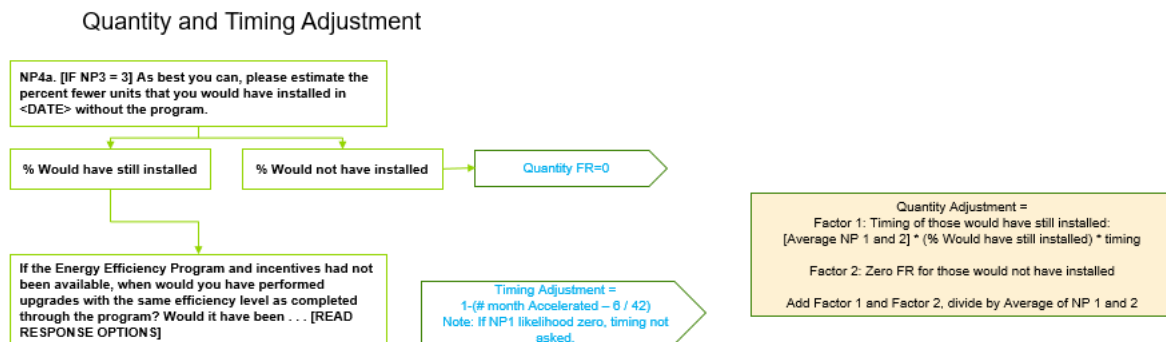 Quantity and Timing Adjustment
NP4a. [IF NP3 = 3] As best you can, please estimate the
percent fewer units that you would have installed in
<DATE> without the program.
% Would have still installed
% Would not have installed
Quantity FR=0
If the Energy Efficiency Program and incentives had not
been available, when would you have performed
upgrades with the same efficiency level as completed
through the program? Would it have been . . . [READ
RESPONSE OPTIONS]
Timing Adjustment =
1-(# month Accelerated – 6 / 42)
Note: If NP1 likelihood zero, timing not
asked.
Quantity Adjustment =
Factor 1: Timing of those would have still installed:
[Average NP 1 and 2] * (% Would have still installed) * timing
Factor 2: Zero FR for those would not have installed
Add Factor 1 and Factor 2, divide by Average of NP 1 and 2